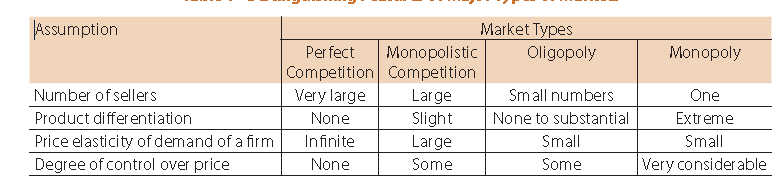 Assumption Market Types
Perfect Competition Monopolistic Competition Oligopoly Monopoly
Number of sellers Very large Large Small numbers One
Product differentiation None Slight None to substantial Extreme
Price elasticity of demand of a firm Infinite Large Small Small
Degree of control over price None Some Some Very considerable